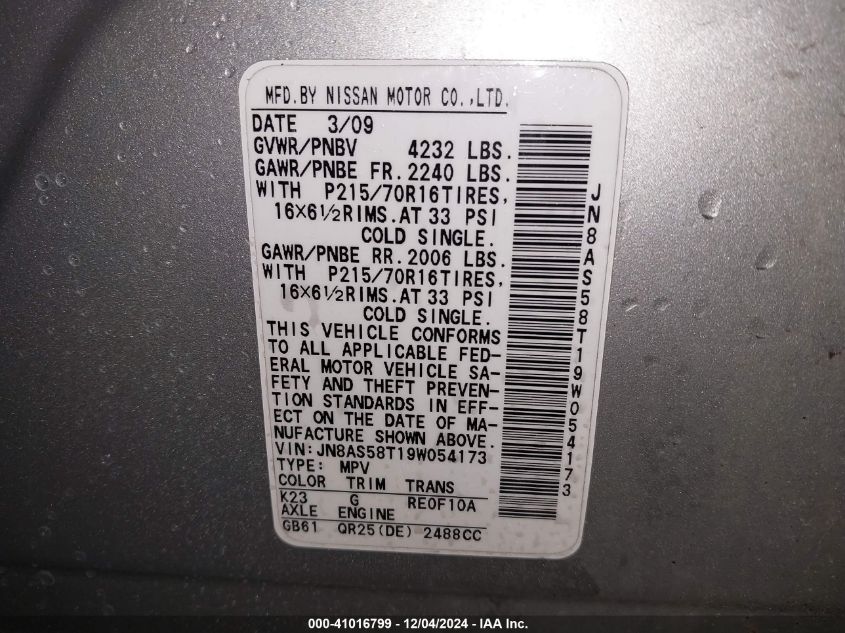 MFD.BY NISSAN MOTOR CO.,LTD.
DATE 3/09
GVWR/PNBV 4232 LBS.
GAWR/PNBE FR.2240 LBS.
WITH P215/70R16TIRES,
16×6½RIMS.AT 33 PSI
COLD SINGLE.
GAWR/PNBE RR.2006 LBS.
WITH P215/70R16TIRES,
16×6½RIMS.AT 33 PSI
COLD SINGLE.
THIS VEHICLE CONFORMS
TO ALL APPLICABLE FED-
ERAL MOTOR VEHICLE SA-
FETY AND THEFT PREVEN-
TION STANDARDS IN EFF-
ECT ON THE DATE OF MA-
NUFACTURE SHOWN ABOVE.
VIN:JN8AS58T19W054173
TYPE: MPV
COLOR TRIM TRANS
K23 G RE0F10A
AXLE ENGINE
GB61 QR25(DE) 2488CC
JN8AS58T19W054173
000-41016799 - 12/04/2024 - IAA Inc.